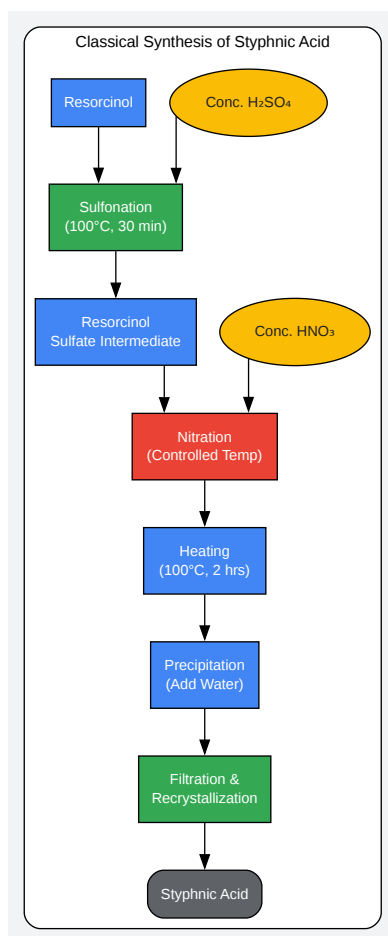 Classical Synthesis of Styphnic Acid
Resorcinol
Conc. H₂SO₄
Sulfonation
(100°C, 30 min)
Resorcinol
Sulfate Intermediate
Conc. HNO₃
Nitration
(Controlled Temp)
Heating
(100°C, 2 hrs)
Precipitation
(Add Water)
Filtration &
Recrystallization
Styphnic Acid